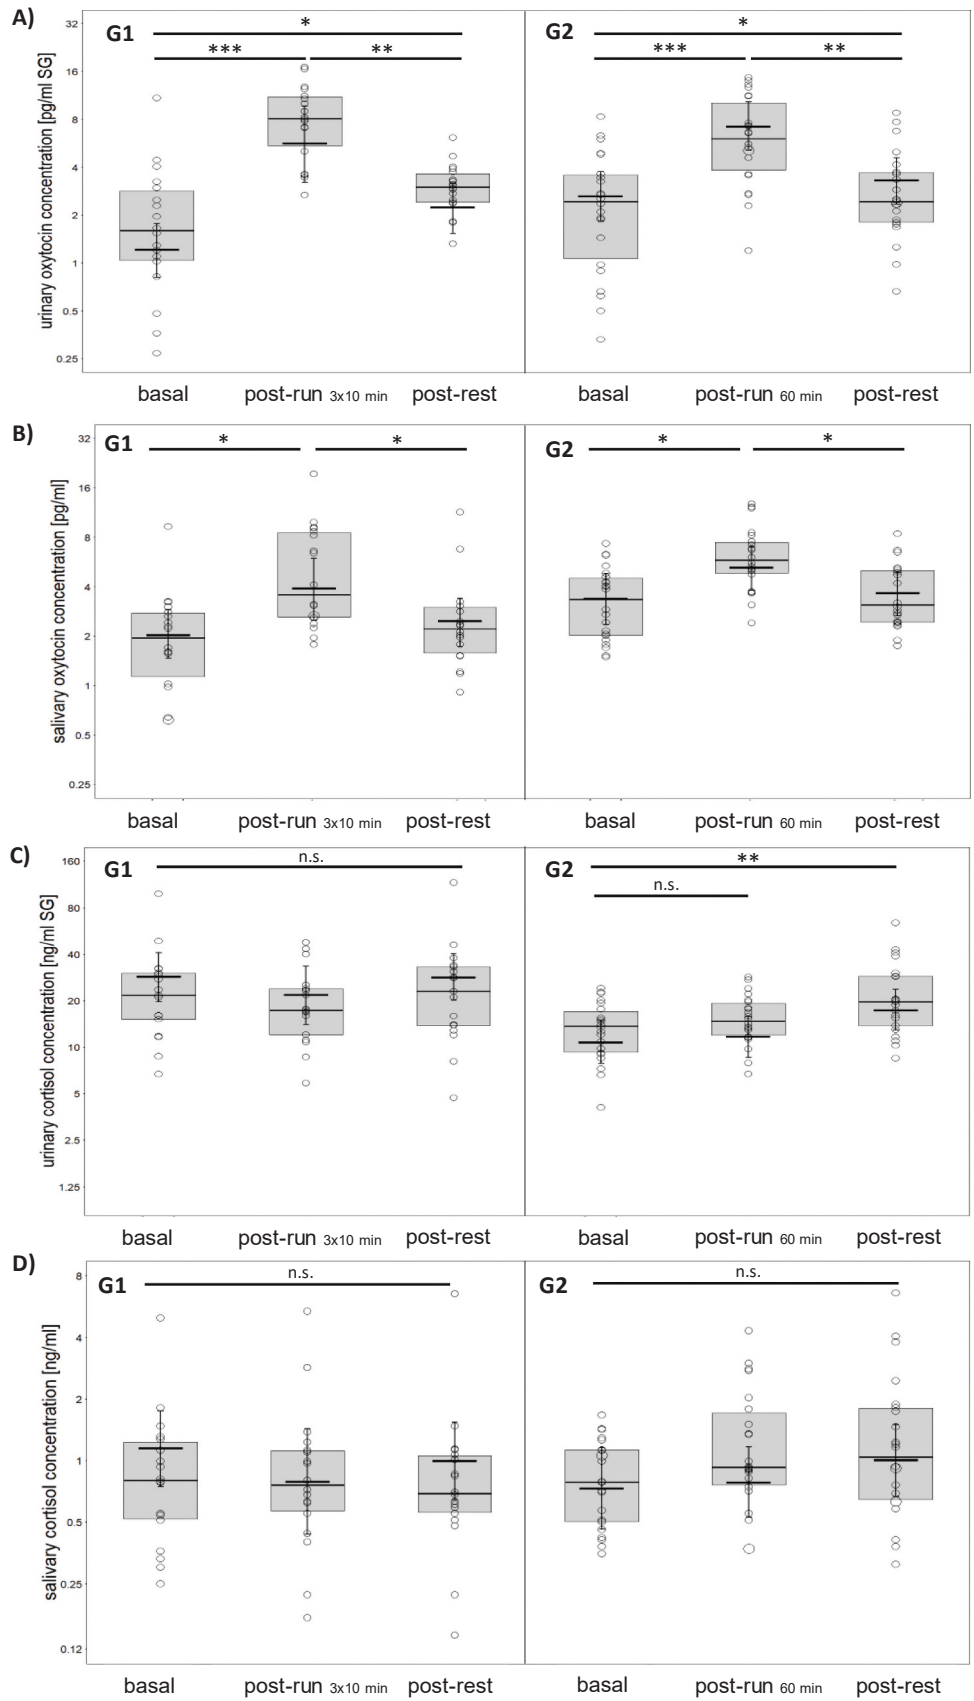 A)
urinary oxytocin concentration [pg/ml SG]
32
16
8
4
2
1
0.5
0.25
G1
*
***
**
G2
*
***
**
basal
post-run 3x10 min
post-rest
basal
post-run 60 min
post-rest
B)
salivary oxytocin concentration [pg/ml]
32
16
8
4
2
1
0.5
0.25
G1
*
*
G2
*
*
basal
post-run 3x10 min
post-rest
basal
post-run 60 min
post-rest
C)
urinary cortisol concentration [ng/ml SG]
160
80
40
20
10
5
2.5
1.25
G1
n.s.
G2
**
n.s.
basal
post-run 3x10 min
post-rest
basal
post-run 60 min
post-rest
D)
salivary cortisol concentration [ng/ml]
8
4
2
1
0.5
0.25
0.12
G1
n.s.
G2
n.s.
basal
post-run 3x10 min
post-rest
basal
post-run 60 min
post-rest